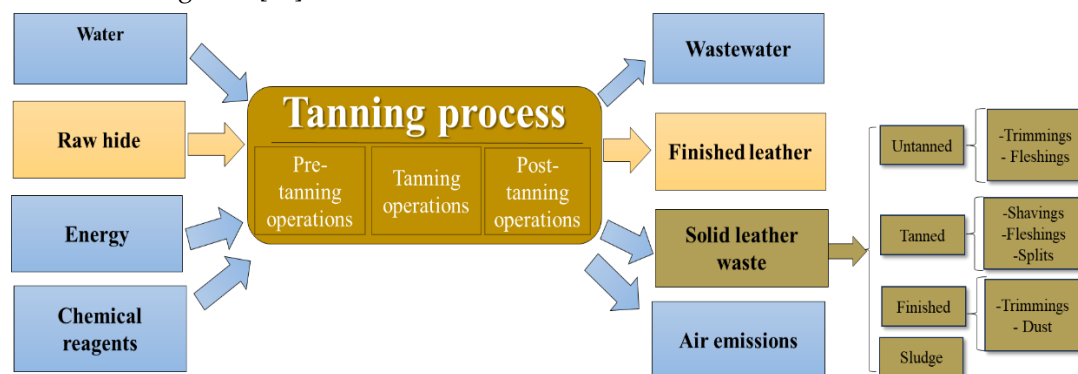 Water
Raw hide
Energy
Chemical
reagents
Tanning process
Pre-
tanning
operations
Tanning
operations
Post-
tanning
operations
Wastewater
Finished leather
Solid leather
waste
Air emissions
Untanned
-Trimmings
- Fleshings
Tanned
-Shavings
-Fleshings
-Splits
Finished
-Trimmings
- Dust
Sludge